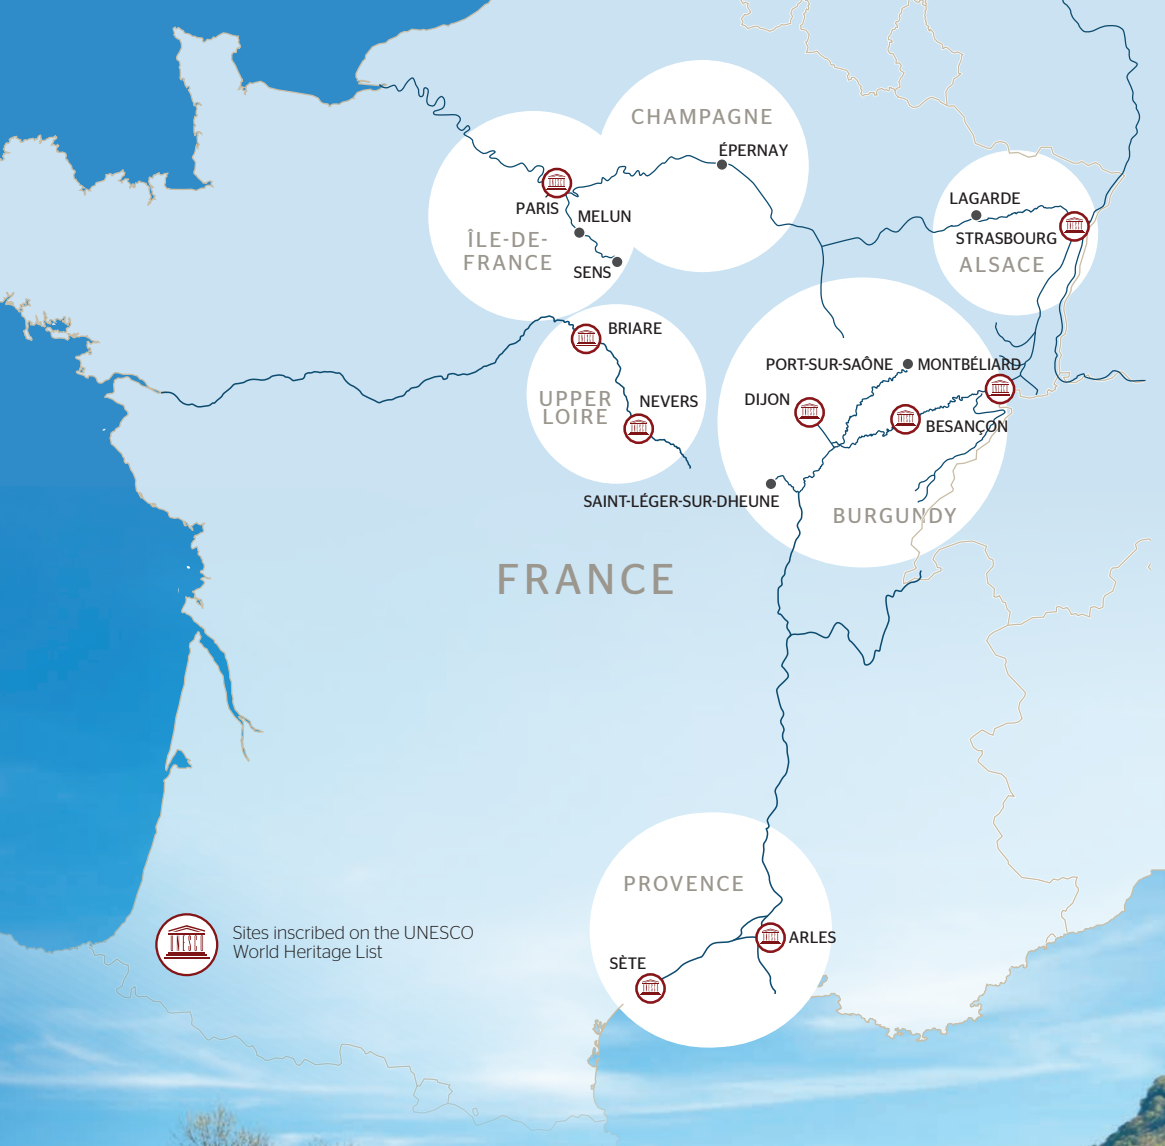 CHAMPAGNE
ÉPERNAY
PARIS
MELUN
ÎLE-DE-
FRANCE
SENS
LAGARDE
STRASBOURG
ALSACE
BRIARE
UPPER
LOIRE
NEVERS
PORT-SUR-SAÔNE
MONTBÉLIARD
DIJON
BESANÇON
SAINT-LÉGER-SUR-DHEUNE
BURGUNDY
FRANCE
PROVENCE
ARLES
SÈTE
UNESCO
Sites inscribed on the UNESCO
World Heritage List